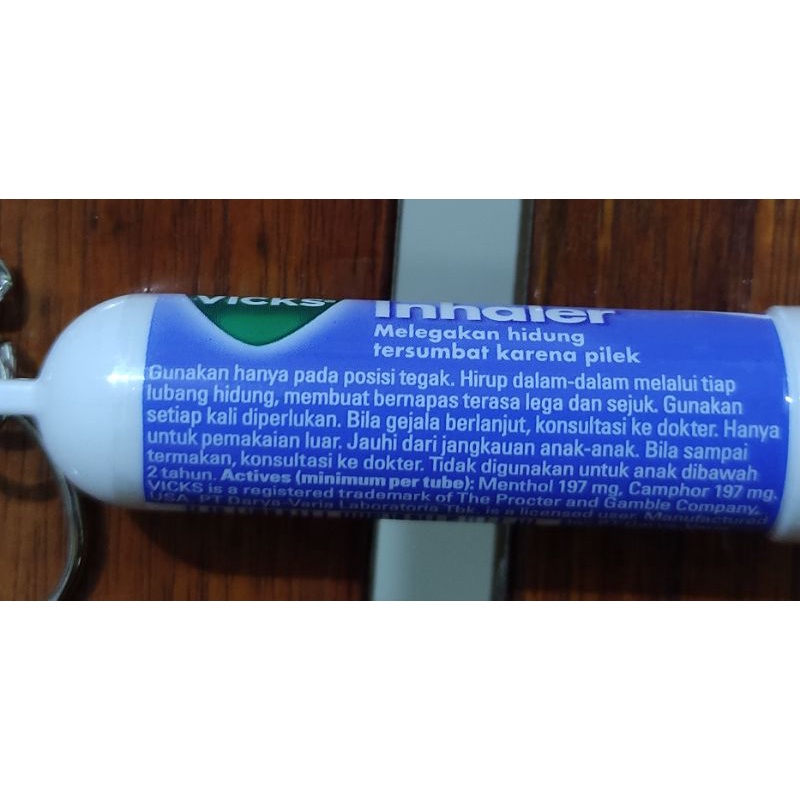 VICKS
Inhaler
Melegakan hidung
tersumbat karena pilek
Gunakan hanya pada posisi tegak. Hirup dalam-dalam melalui tiap
lubang hidung, membuat bernapas terasa lega dan sejuk. Gunakan
setiap kali diperlukan. Bila gejala berlanjut, konsultasi ke dokter. Hanya
untuk pemakaian luar. Jauhi dari jangkauan anak-anak. Bila sampai
termakan, konsultasi ke dokter. Tidak digunakan untuk anak dibawah
2 tahun. Actives (minimum per tube): Menthol 197 mg, Camphor 197 mg.
VICKS is a registered trademark of The Procter and Gamble Company,
USA. PT Darya-Varia Laboratoria Tbk. is a licensed user. Manufactured